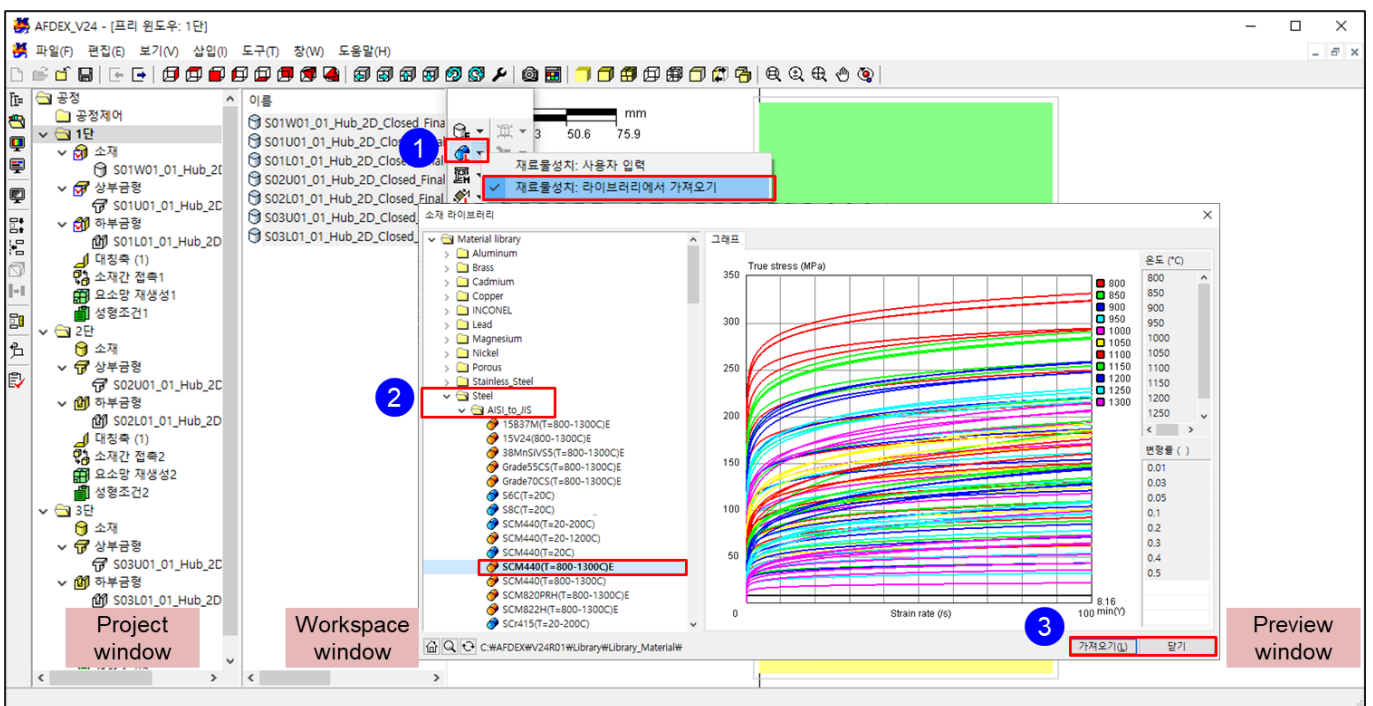 AFDEX_V24 - [프리 윈도우: 1단]
파일(F) 편집(E) 보기(V) 삽입(I) 도구(T) 창(W) 도움말(H)
공정
공정제어
1단
소재
S01W01_01_Hub_2D
상부금형
S01U01_01_Hub_2D
하부금형
S01L01_01_Hub_2D
대칭축 (1)
소재간 접촉1
요소망 재생성1
성형조건1
2단
소재
상부금형
S02U01_01_Hub_2D
하부금형
S02L01_01_Hub_2D
대칭축 (1)
소재간 접촉2
요소망 재생성2
성형조건2
3단
소재
상부금형
S03U01_01_Hub_2D
하부금형
S03L01_01_Hub_2D
Project
window
이름
S01W01_01_Hub_2D_Closed_Fina
S01U01_01_Hub_2D_Clo
S01L01_01_Hub_2D_Close
S02U01_01_Hub_2D_Closed_Final
S02L01_01_Hub_2D_Closed_Final
S03U01_01_Hub_2D_Closed_
S03L01_01_Hub_2D_Closed_
Workspace
window
mm
3 50.6 75.9
1
재료물성치: 사용자 입력
재료물성치: 라이브러리에서 가져오기
소재 라이브러리
Material library
Aluminum
Brass
Cadmium
Copper
INCONEL
Lead
Magnesium
Nickel
Porous
Stainless_Steel
2
Steel
AISI_to_JIS
15B37M(T=800-1300C)E
15V24(800-1300C)E
38MnSiVS5(T=800-1300C)E
Grade55CS(T=800-1300C)E
Grade70CS(T=800-1300C)E
S6C(T=20C)
S8C(T=20C)
SCM440(T=20-200C)
SCM440(T=20-1200C)
SCM440(T=20C)
SCM440(T=800-1300C)E
SCM440(T=800-1300C)
SCM820PRH(T=800-1300C)E
SCM822H(T=800-1300C)E
SCr415(T=20-200C)
C:₩AFDEX₩V24R01₩Library₩Library_Material₩
그래프
True stress (MPa)
350
300
250
200
150
100
50
0
Strain rate (/s)
100
8.16
min(Y)
800
850
900
950
1000
1050
1100
1150
1200
1250
1300
온도 (°C)
800
850
900
950
1000
1050
1100
1150
1200
1250
변형률 ( )
0.01
0.03
0.05
0.1
0.2
0.3
0.4
0.5
3
가져오기(L) 닫기
Preview
window